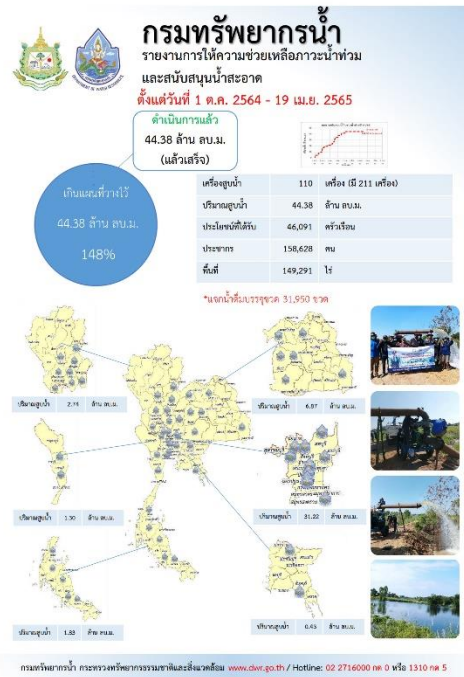 กรมทรัพยากรน้ำ
รายงานการให้ความช่วยเหลือภาวะน้ำท่วม
และสนับสนุนน้ำสะอาด
ตั้งแต่วันที่ 1 ต.ค. 2564 - 19 เม.ย. 2565
ดำเนินการแล้ว
44.38 ล้าน ลบ.ม.
(แล้วเสร็จ)
เกินแผนที่วางไว้
44.38 ล้าน ลบ.ม.
148%
เครื่องสูบน้ำ 110 เครื่อง (มี 211 เครื่อง)
ปริมาณสูบน้ำ 44.38 ล้าน ลบ.ม.
ประโยชน์ที่ได้รับ 46,091 ครัวเรือน
ประชากร 158,628 คน
พื้นที่ 149,291 ไร่
*แจกน้ำดื่มบรรจุขวด 31,950 ขวด
ปริมาณสูบน้ำ 2.74 ล้าน ลบ.ม.
ปริมาณสูบน้ำ 6.87 ล้าน ลบ.ม.
ปริมาณสูบน้ำ ล้าน ลบ.ม.
ปริมาณสูบน้ำ 31.22 ล้าน ลบ.ม.
ปริมาณสูบน้ำ 1.83 ล้าน ลบ.ม.
ปริมาณสูบน้ำ 0.45 ล้าน ลบ.ม.
กรมทรัพยากรน้ำ กระทรวงทรัพยากรธรรมชาติและสิ่งแวดล้อม www.dwr.go.th / Hotline: 02 2716000 กด 0 หรือ 1310 กด 5